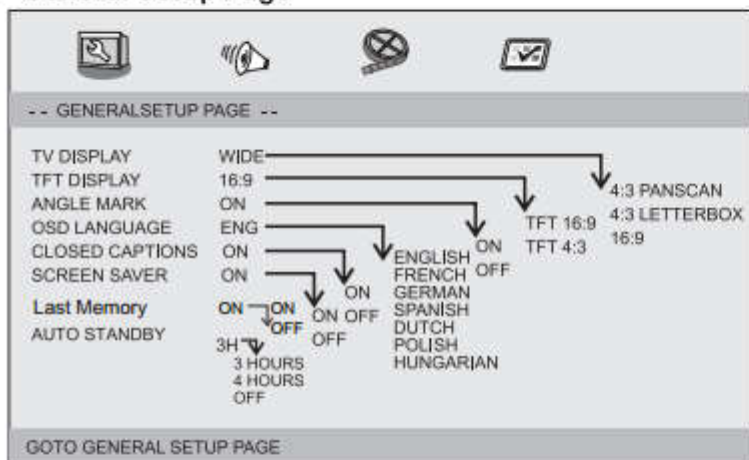 -- GENERALSETUP PAGE --
TV DISPLAY WIDE
TFT DISPLAY 16:9
ANGLE MARK ON
OSD LANGUAGE ENG
CLOSED CAPTIONS ON
SCREEN SAVER ON
Last Memory ON
AUTO STANDBY 3H
4:3 PANSCAN
4:3 LETTERBOX
16:9
TFT 16:9
TFT 4:3
ON
OFF
ENGLISH
FRENCH
GERMAN
SPANISH
DUTCH
POLISH
HUNGARIAN
ON
OFF
ON
OFF
ON
OFF
3 HOURS
4 HOURS
OFF
GOTO GENERAL SETUP PAGE